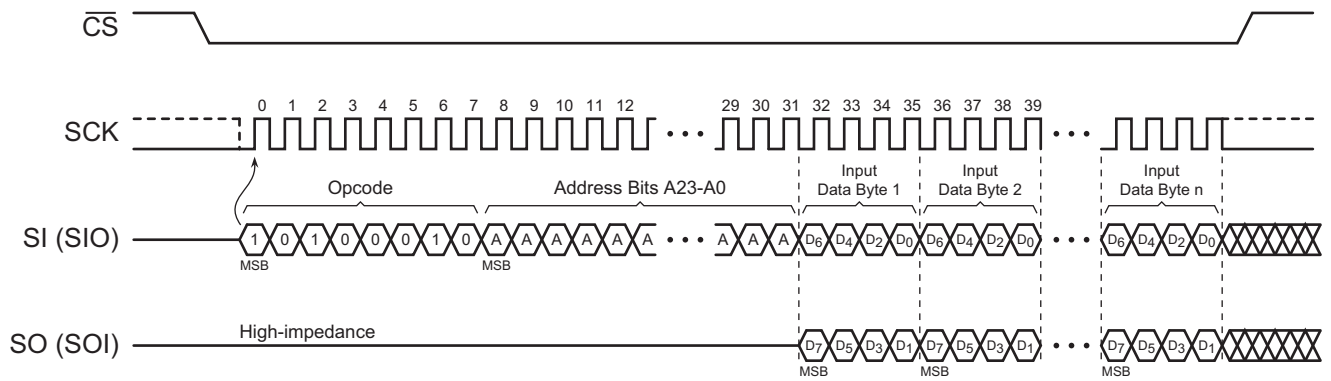 CS
0 1 2 3 4 5 6 7 8 9 10 11 12 29 30 31 32 33 34 35 36 37 38 39
SCK
Opcode Address Bits A23-A0 Input Data Byte 1 Input Data Byte 2 Input Data Byte n
SI (SIO) 1 0 1 0 0 0 1 0 A A A A A A A A A D6 D4 D2 D0 D6 D4 D2 D0 D6 D4 D2 D0
MSB MSB
High-impedance
SO (SOI) D7 D5 D3 D1 D7 D5 D3 D1 D7 D5 D3 D1
MSB MSB MSB